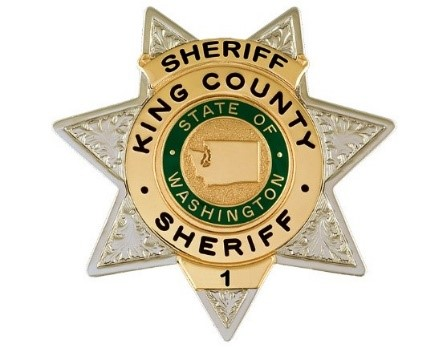 SHERIFF
KING COUNTY
STATE OF
WASHINGTON
SHERIFF
1